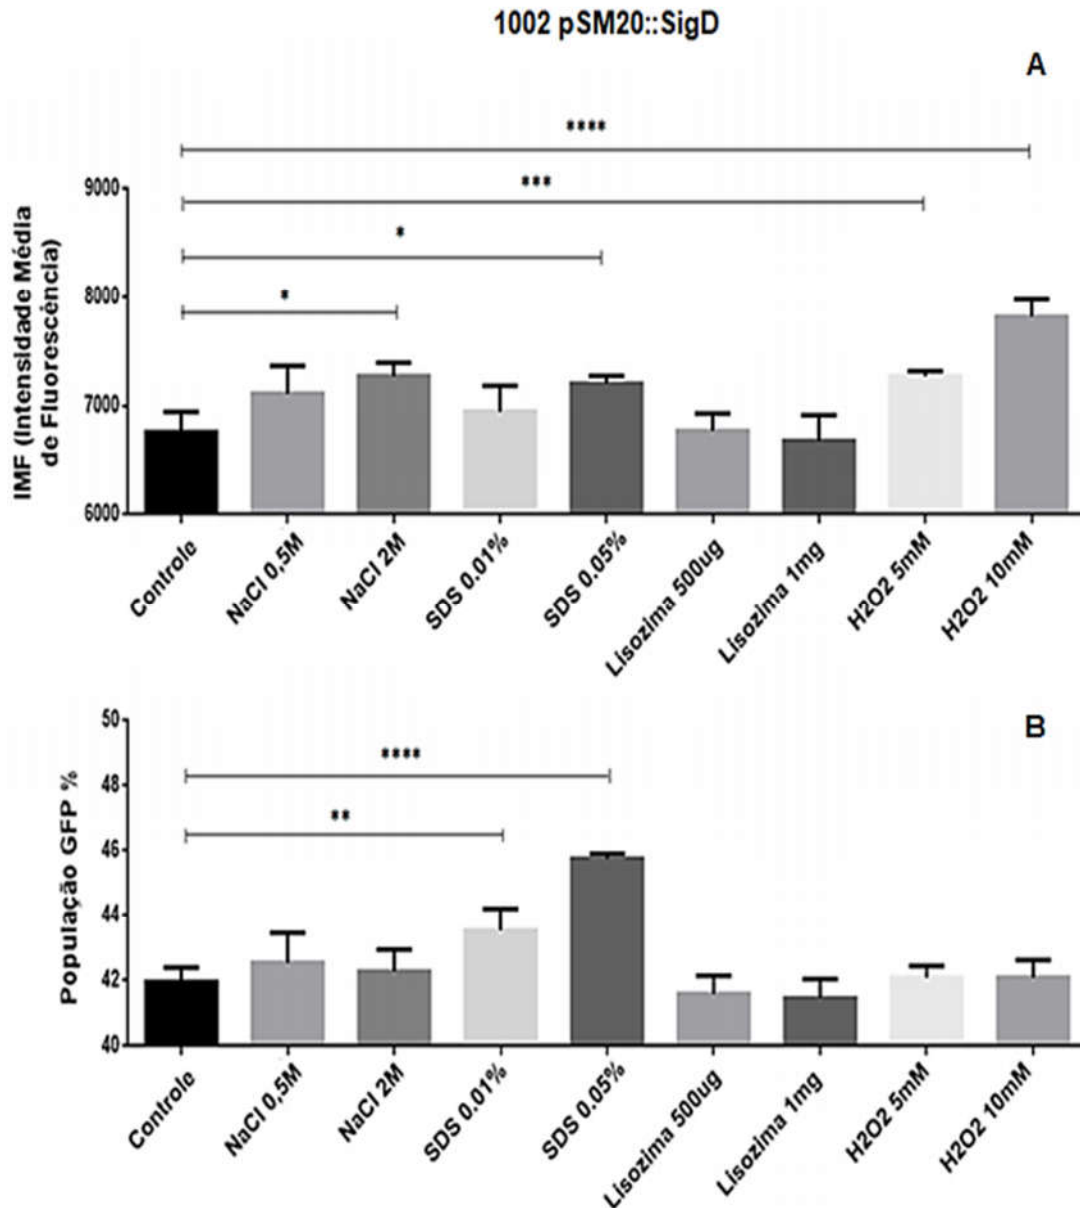 1002 pSM20::SigD
A
****
***
*
*
9000
8000
7000
6000
IMF (Intensidade Média
de Fluorescência)
Controle
NaCl 0,5M
NaCl 2M
SDS 0.01%
SDS 0.05%
Lisozima 500ug
Lisozima 1mg
H2O2 5mM
H2O2 10mM
B
****
**
50
48
46
44
42
40
População GFP %
Controle
NaCl 0,5M
NaCl 2M
SDS 0.01%
SDS 0.05%
Lisozima 500ug
Lisozima 1mg
H2O2 5mM
H2O2 10mM